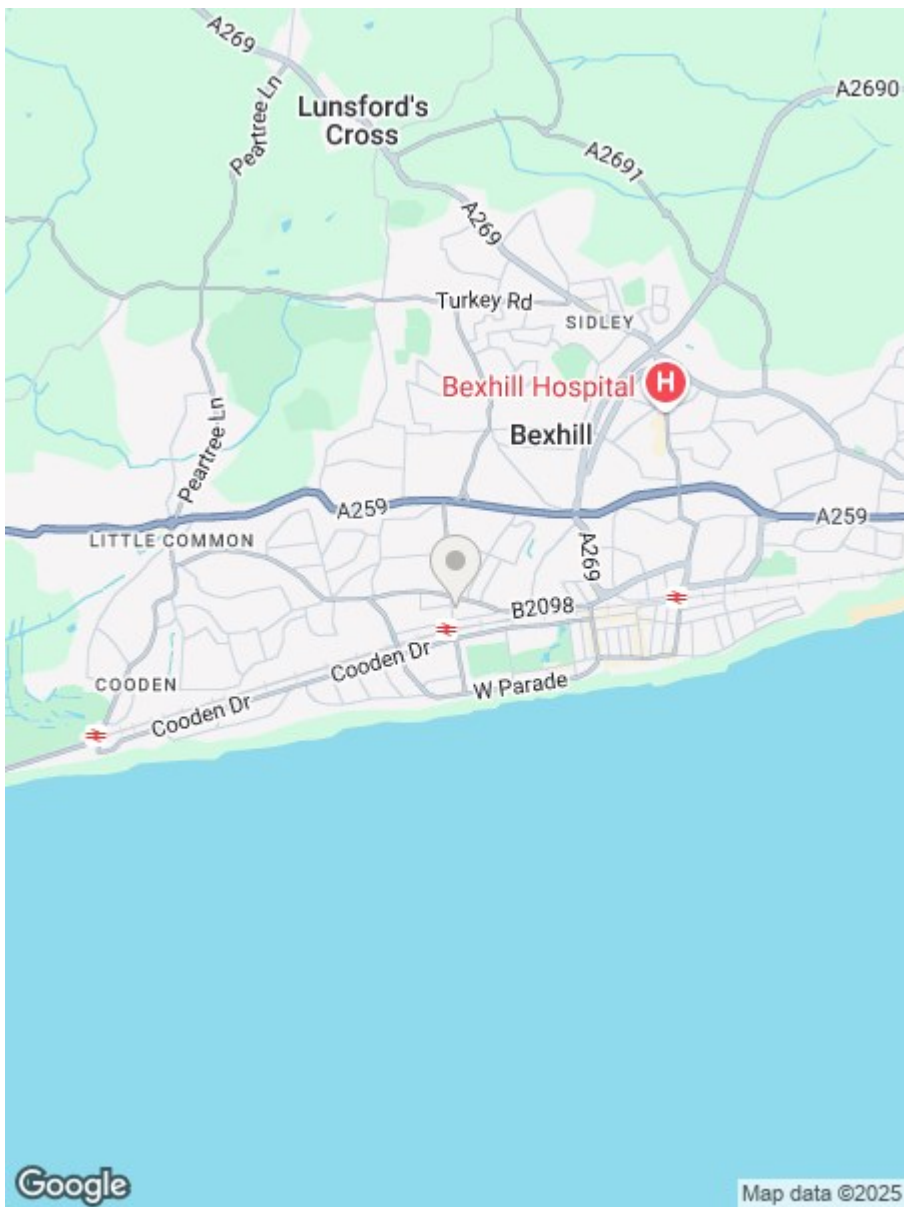 A269
Lunsford's
Cross
A2690
Peartree Ln
A2691
A269
Turkey Rd
SIDLEY
Bexhill Hospital
H
Bexhill
Peartree Ln
A259
A259
LITTLE COMMON
A269
B2098
Cooden Dr
W Parade
COODEN
Cooden Dr
Google
Map data ©2025